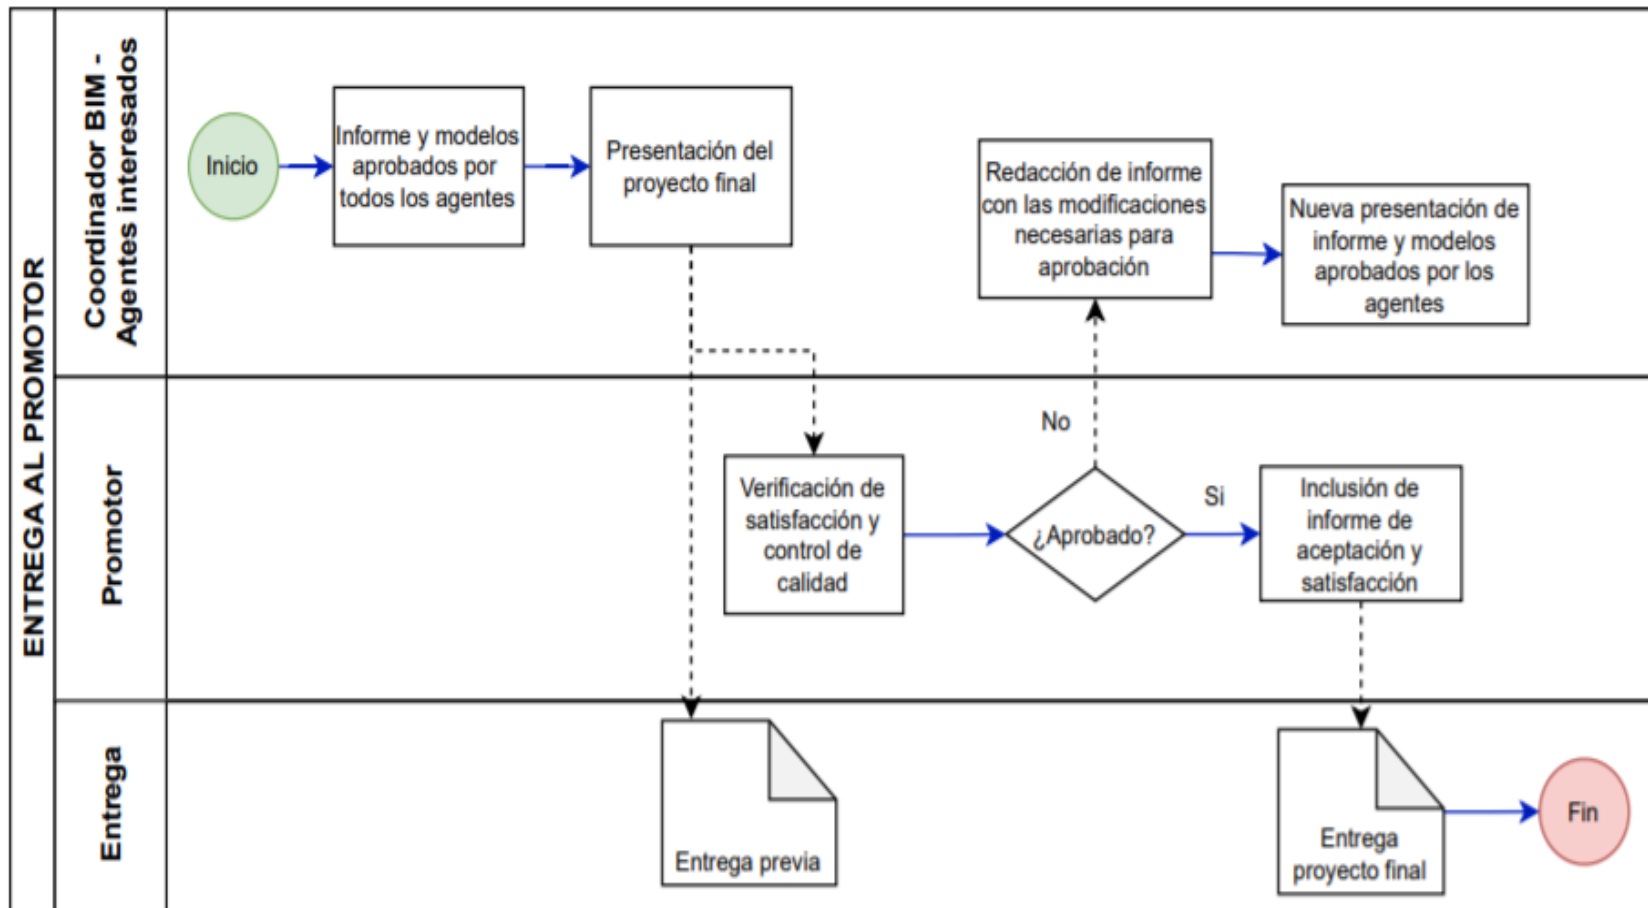 ENTREGA AL PROMOTOR
Coordinador BIM -
Agentes interesados
Inicio
Informe y modelos
aprobados por
todos los agentes
Presentación del
proyecto final
Redacción de informe
con las modificaciones
necesarias para
aprobación
Nueva presentación de
informe y modelos
aprobados por los
agentes
Promotor
Verificación de
satisfacción y
control de
calidad
¿Aprobado?
No
Si
Inclusión de
informe de
aceptación y
satisfacción
Entrega
Entrega previa
Entrega
proyecto final
Fin